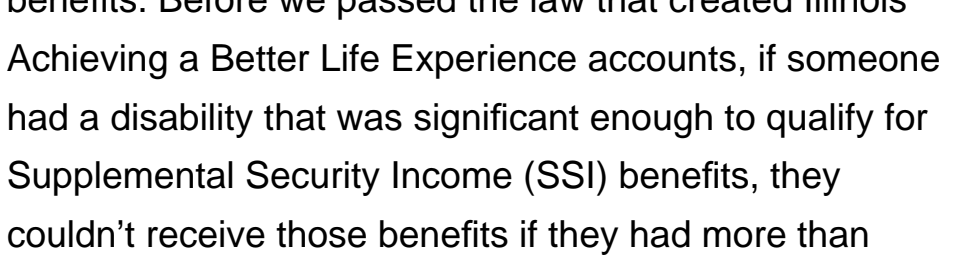 benefits. Before we passed the law that created Illinois
Achieving a Better Life Experience accounts, if someone
had a disability that was significant enough to qualify for
Supplemental Security Income (SSI) benefits, they
couldn’t receive those benefits if they had more than